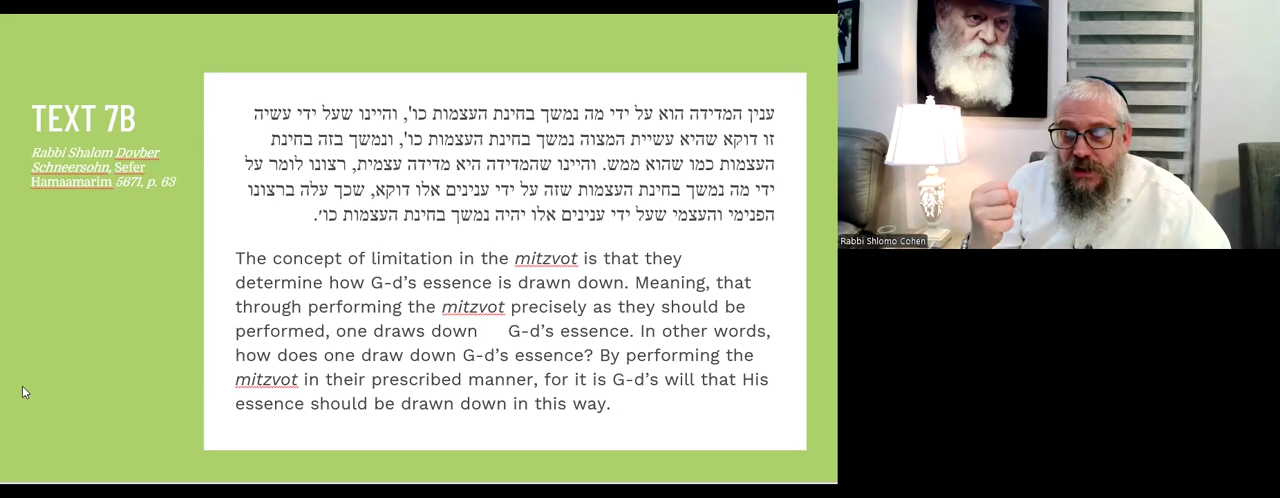 TEXT 7B
Rabbi Shalom Dovber
Schneersohn, Sefer
Hamaamarim 5671, p. 63
ענין המדידה הוא על ידי מה נמשך בחינת העצמות כו', והיינו שעל ידי עשיה
זו דוקא שהיא עשיית המצוה נמשך בחינת העצמות כו', ונמשך בזה בחינת
העצמות כמו שהוא ממש. והיינו שהמדידה היא מדידה עצמית, רצונו לומר על
ידי מה נמשך בחינת העצמות שזה על ידי ענינים אלו דוקא, שכך עלה ברצונו
הפנימי והעצמי שעל ידי ענינים אלו יהיה נמשך בחינת העצמות כו'.
The concept of limitation in the mitzvot is that they
determine how G-d's essence is drawn down. Meaning, that
through performing the mitzvot precisely as they should be
performed, one draws down G-d's essence. In other words,
how does one draw down G-d's essence? By performing the
mitzvot in their prescribed manner, for it is G-d's will that His
essence should be drawn down in this way.
Rabbi Shlomo Cohen